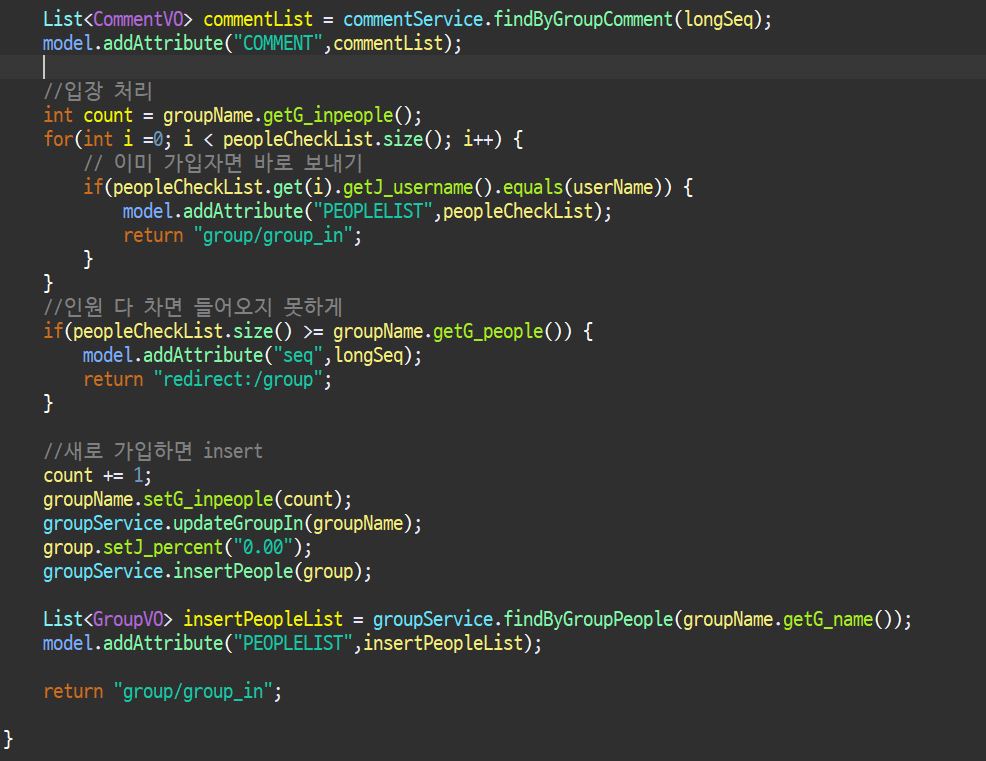 List<CommentVO> commentList = commentService.findByGroupComment(longSeq);
model.addAttribute("COMMENT",commentList);
//입장 처리
int count = groupName.getG_inpeople();
for(int i =0; i < peopleCheckList.size(); i++) {
// 이미 가입자면 바로 보내기
if(peopleCheckList.get(i).getJ_username().equals(userName)) {
model.addAttribute("PEOPLELIST",peopleCheckList);
return "group/group_in";
}
}
//인원 다 차면 들어오지 못하게
if(peopleCheckList.size() >= groupName.getG_people()) {
model.addAttribute("seq",longSeq);
return "redirect:/group";
}
//새로 가입하면 insert
count += 1;
groupName.setG_inpeople(count);
groupService.updateGroupIn(groupName);
group.setJ_percent("0.00");
groupService.insertPeople(group);
List<GroupVO> insertPeopleList = groupService.findByGroupPeople(groupName.getG_name());
model.addAttribute("PEOPLELIST",insertPeopleList);
return "group/group_in";
}